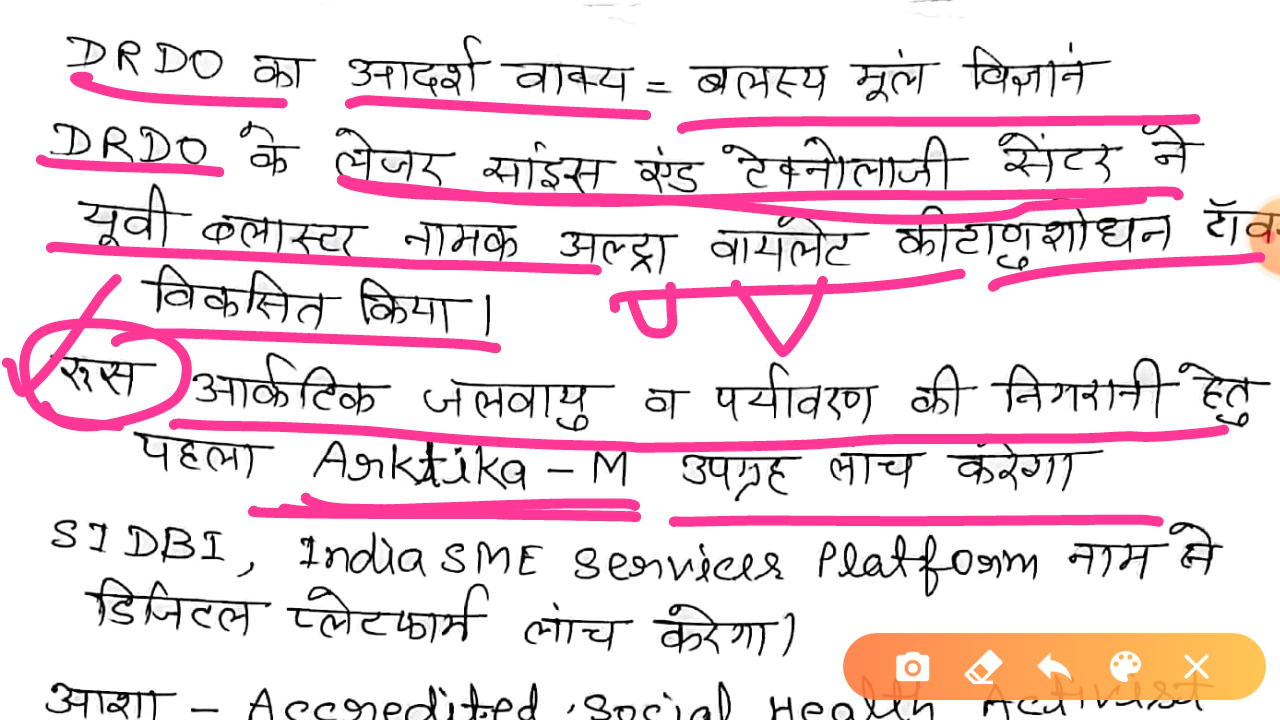 DRDO का आदर्श वाक्य = बलस्य मूलं विज्ञानं
DRDO के लेजर साइंस एंड टेक्नोलाजी सेंटर ने
यूवी ब्लास्टर नामक अल्ट्रा वायलेट कीटाणुशोधन टॉव
विकसित किया।
रूस आर्कटिक जलवायु व पर्यावरण की निगरानी हेतु
पहला Arktika - M उपग्रह लाच करेगा
SIDBI, India SME Services Platform नाम से
डिजिटल प्लेटफार्म लांच करेगा।
आशा - Accredited Social Health Activist